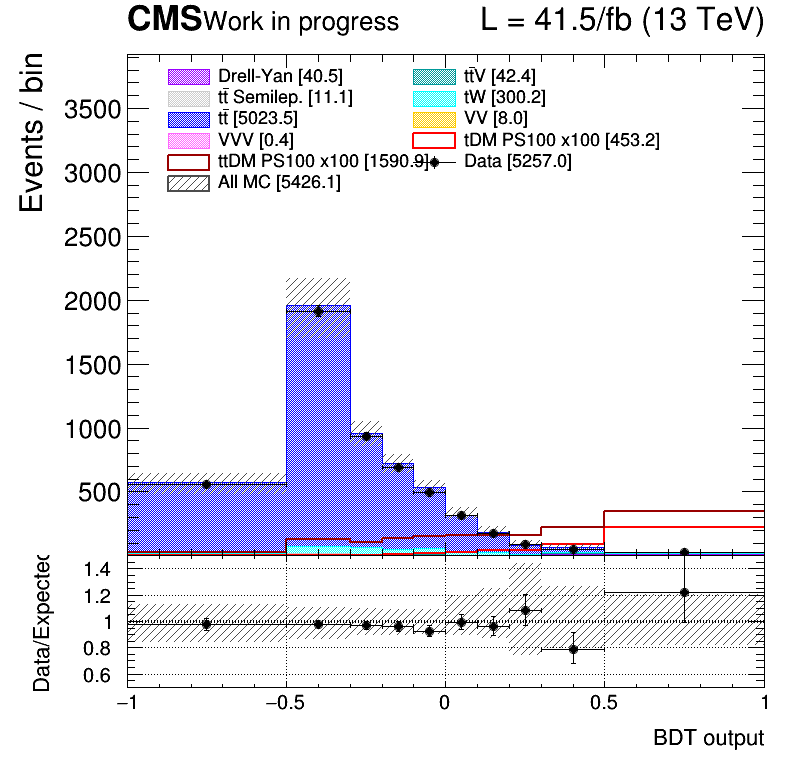 CMS Work in progress L = 41.5/fb (13 TeV)
Events / bin
Drell-Yan [40.5] tt̄V [42.4]
tt̄ Semilep. [11.1] tW [300.2]
tt̄ [5023.5] VV [8.0]
VVV [0.4] tDM PS100 x100 [453.2]
ttDM PS100 x100 [1590.9] Data [5257.0]
All MC [5426.1]
3500
3000
2500
2000
1500
1000
500
Data/Expected
1.4
1.2
1
0.8
0.6
−1 −0.5 0 0.5 1
BDT output